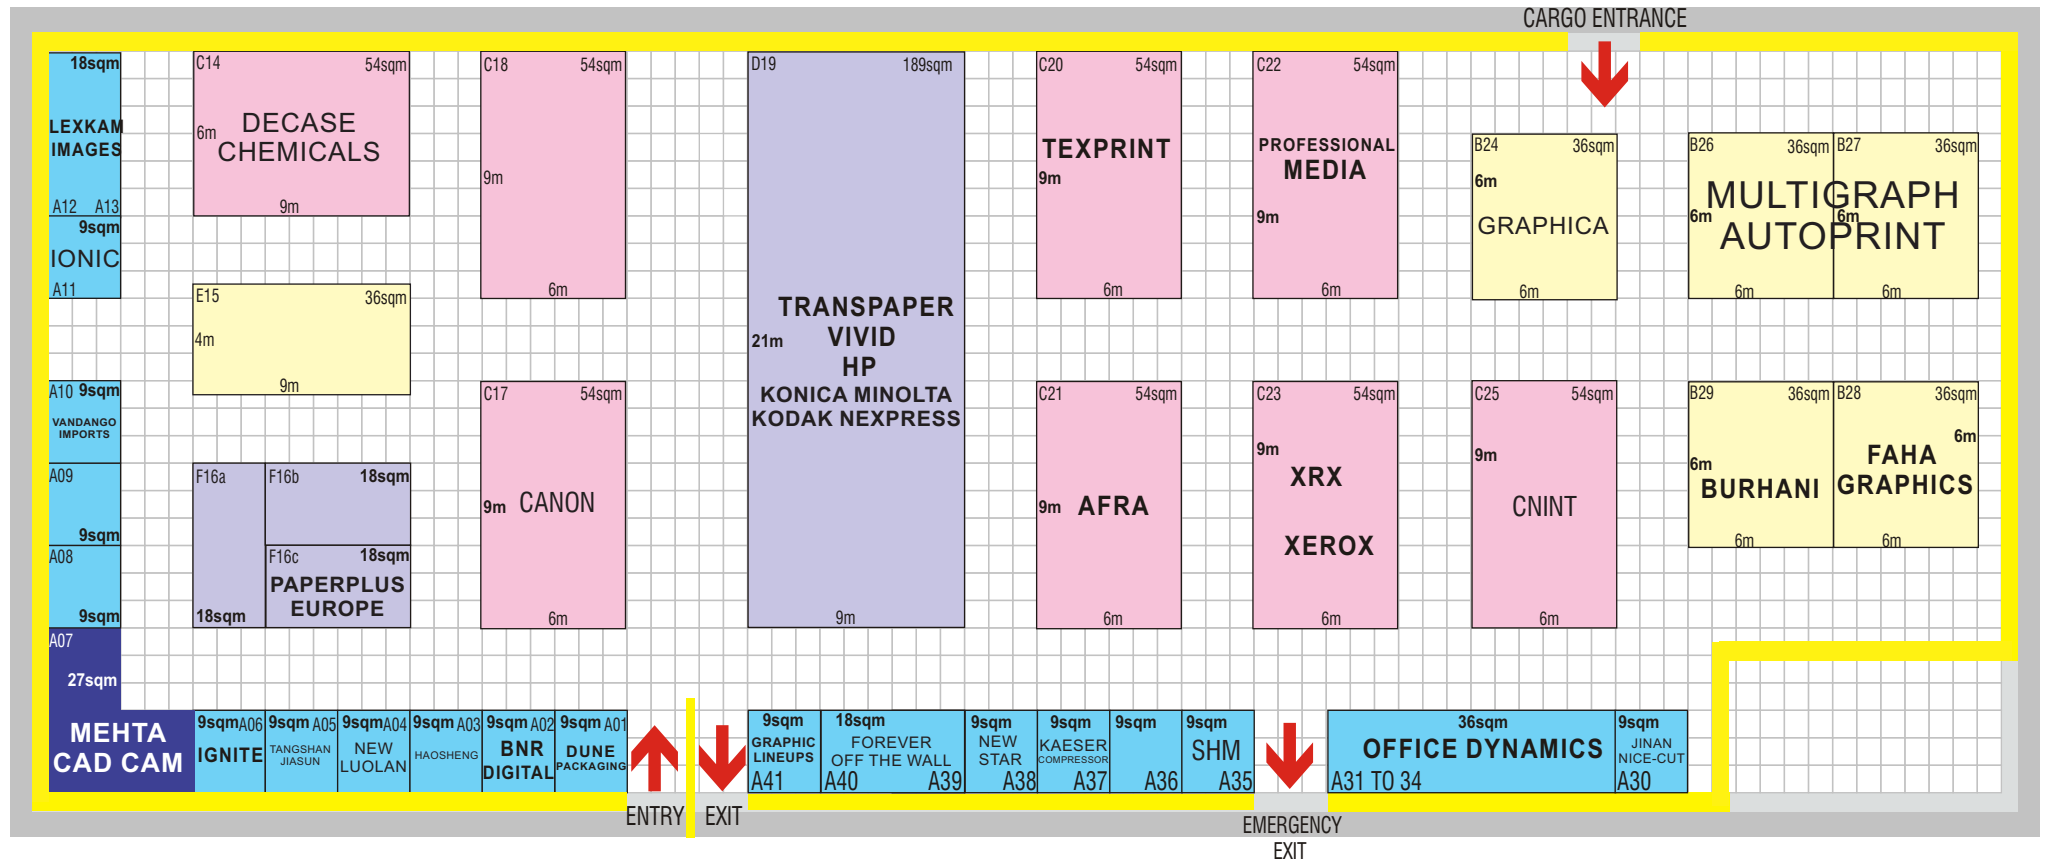 CARGO ENTRANCE
18sqm
LEXKAM
IMAGES
A12 A13
9sqm
IONIC
A11
C14 54sqm
6m
DECASE
CHEMICALS
9m
C18 54sqm
9m
6m
D19 189sqm
TRANSPAPER
VIVID
21m
HP
KONICA MINOLTA
KODAK NEXPRESS
9m
C20 54sqm
TEXPRINT
9m
6m
C22 54sqm
PROFESSIONAL
MEDIA
9m
6m
B24 36sqm
6m
GRAPHICA
6m
B26 36sqm B27 36sqm
MULTIGRAPH
6m 6m
AUTOPRINT
6m 6m
E15 36sqm
4m
9m
A10 9sqm
VANDANGO
IMPORTS
A09
9sqm
A08
9sqm
F16a
18sqm
F16b 18sqm
F16c 18sqm
PAPERPLUS
EUROPE
C17 54sqm
9m CANON
6m
C21 54sqm
9m AFRA
6m
C23 54sqm
9m
XRX
XEROX
6m
C25 54sqm
9m
CNINT
6m
B29 36sqm
6m
BURHANI
6m
B28 36sqm
6m
FAHA
GRAPHICS
6m
A07
27sqm
MEHTA
CAD CAM
9sqm A06
IGNITE
9sqm A05
TANGSHAN
JIASUN
9sqm A04
NEW
LUOLAN
9sqm A03
HAOSHENG
9sqm A02
BNR
DIGITAL
9sqm A01
DUNE
PACKAGING
9sqm
GRAPHIC
LINEUPS
A41
18sqm
FOREVER
OFF THE WALL
A40 A39
9sqm
NEW
STAR
A38
9sqm
KAESER
COMPRESSOR
A37
9sqm
A36
9sqm
SHM
A35
36sqm
OFFICE DYNAMICS
A31 TO 34
9sqm
JINAN
NICE-CUT
A30
ENTRY EXIT
EMERGENCY
EXIT